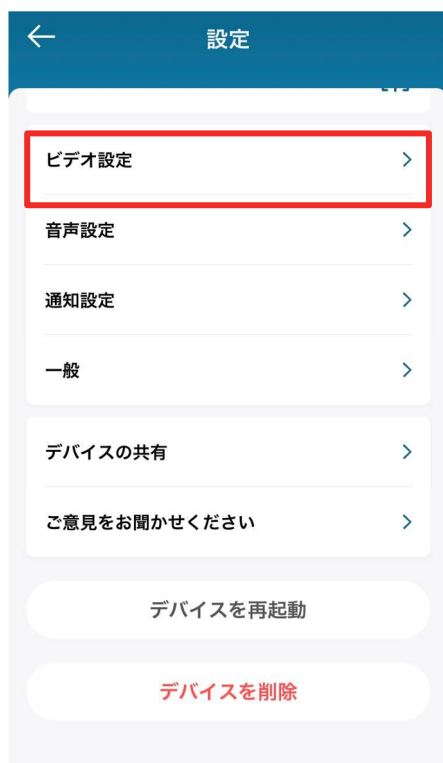 設定
ビデオ設定
音声設定
通知設定
一般
デバイスの共有
ご意見をお聞かせください
デバイスを再起動
デバイスを削除